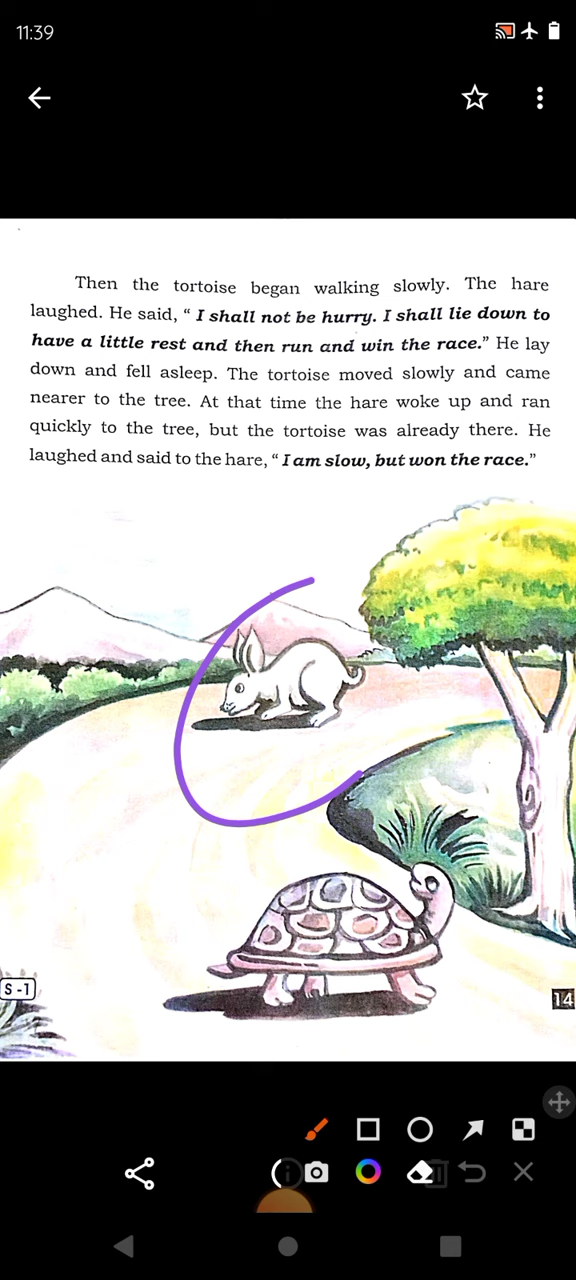 11:39
Then the tortoise began walking slowly. The hare
laughed. He said, “ I shall not be hurry. I shall lie down to
have a little rest and then run and win the race.” He lay
down and fell asleep. The tortoise moved slowly and came
nearer to the tree. At that time the hare woke up and ran
quickly to the tree, but the tortoise was already there. He
laughed and said to the hare, “ I am slow, but won the race.”
S -1
14